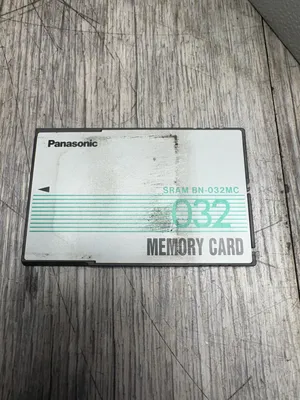 Panasonic
SRAM BN-032MC
032
MEMORY CARD